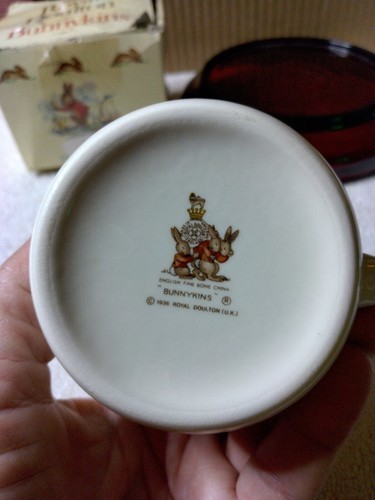 ENGLISH FINE BONE CHINA
"BUNNYKINS" ®
© 1936 ROYAL DOULTON (U.K.)